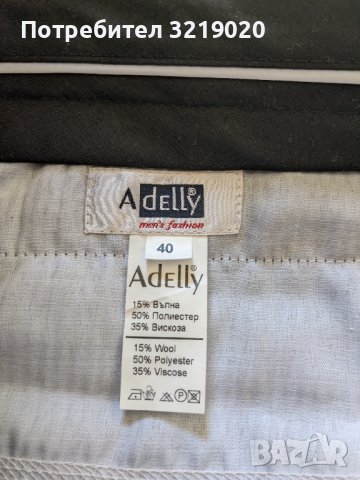 Потребител 3219020
Adelly®
men's fashion
40
Adelly
15% Вълна
50% Полиестер
35% Вискоза
15% Wool
50% Polyester
35% Viscose
BAZAR